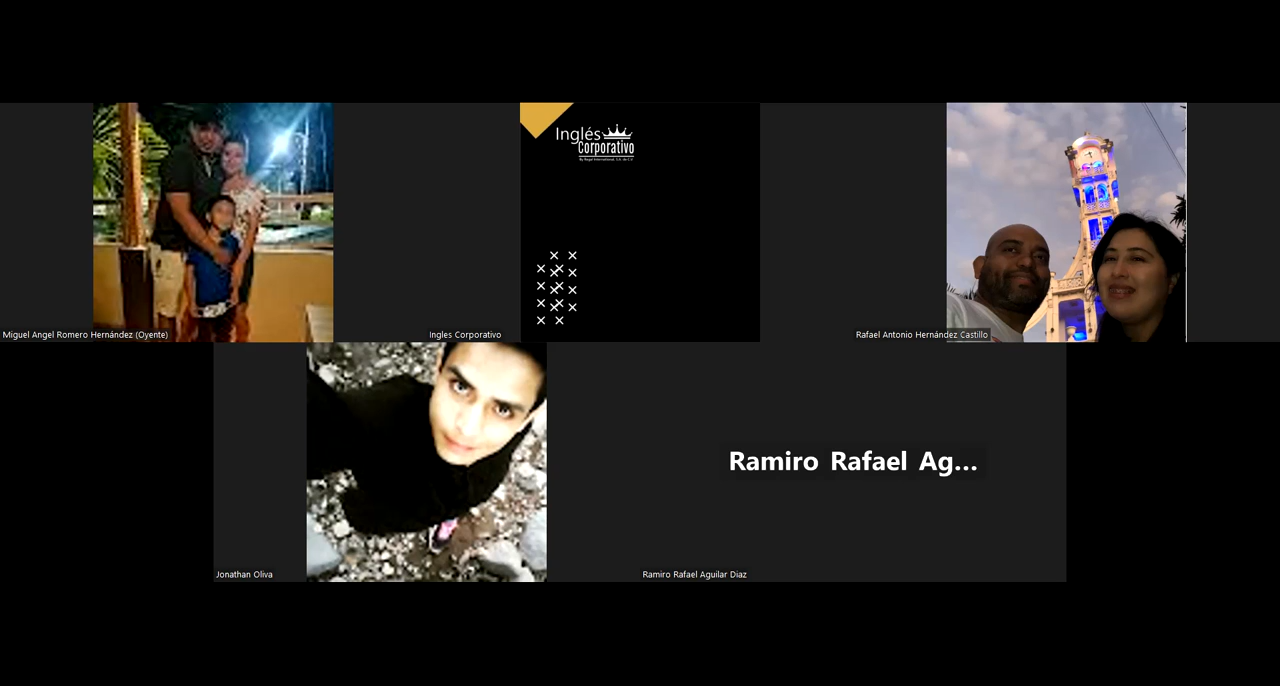 Inglés
Corporativo
By Regal International, S.A. de C.V.
Miguel Angel Romero Hernández (Oyente)
Ingles Corporativo
Rafael Antonio Hernández Castillo
Ramiro Rafael Ag...
Jonathan Oliva
Ramiro Rafael Aguilar Diaz